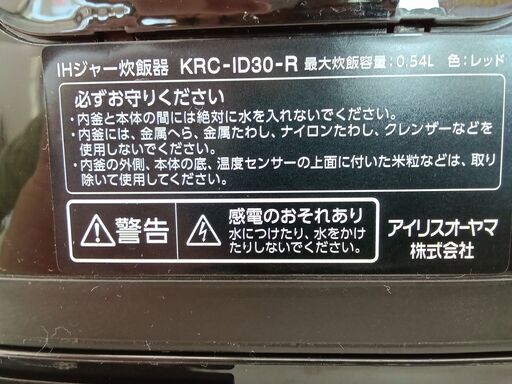 IHジャー炊飯器 KRC-ID30-R 最大炊飯容量：0.54L 色：レッド
必ずお守りください
・内釜と本体の間には絶対に水を入れないでください。
・内釜には、金属へら、金属たわし、ナイロンたわし、クレンザーなどを
使用しないでください。
・内釜の外側、本体の底、温度センサーの上面に付いた米粒などは、取り
除いて使用してください。
警告
感電のおそれあり
水につけたり、水をかけ
たりしないでください。
アイリスオーヤマ
株式会社